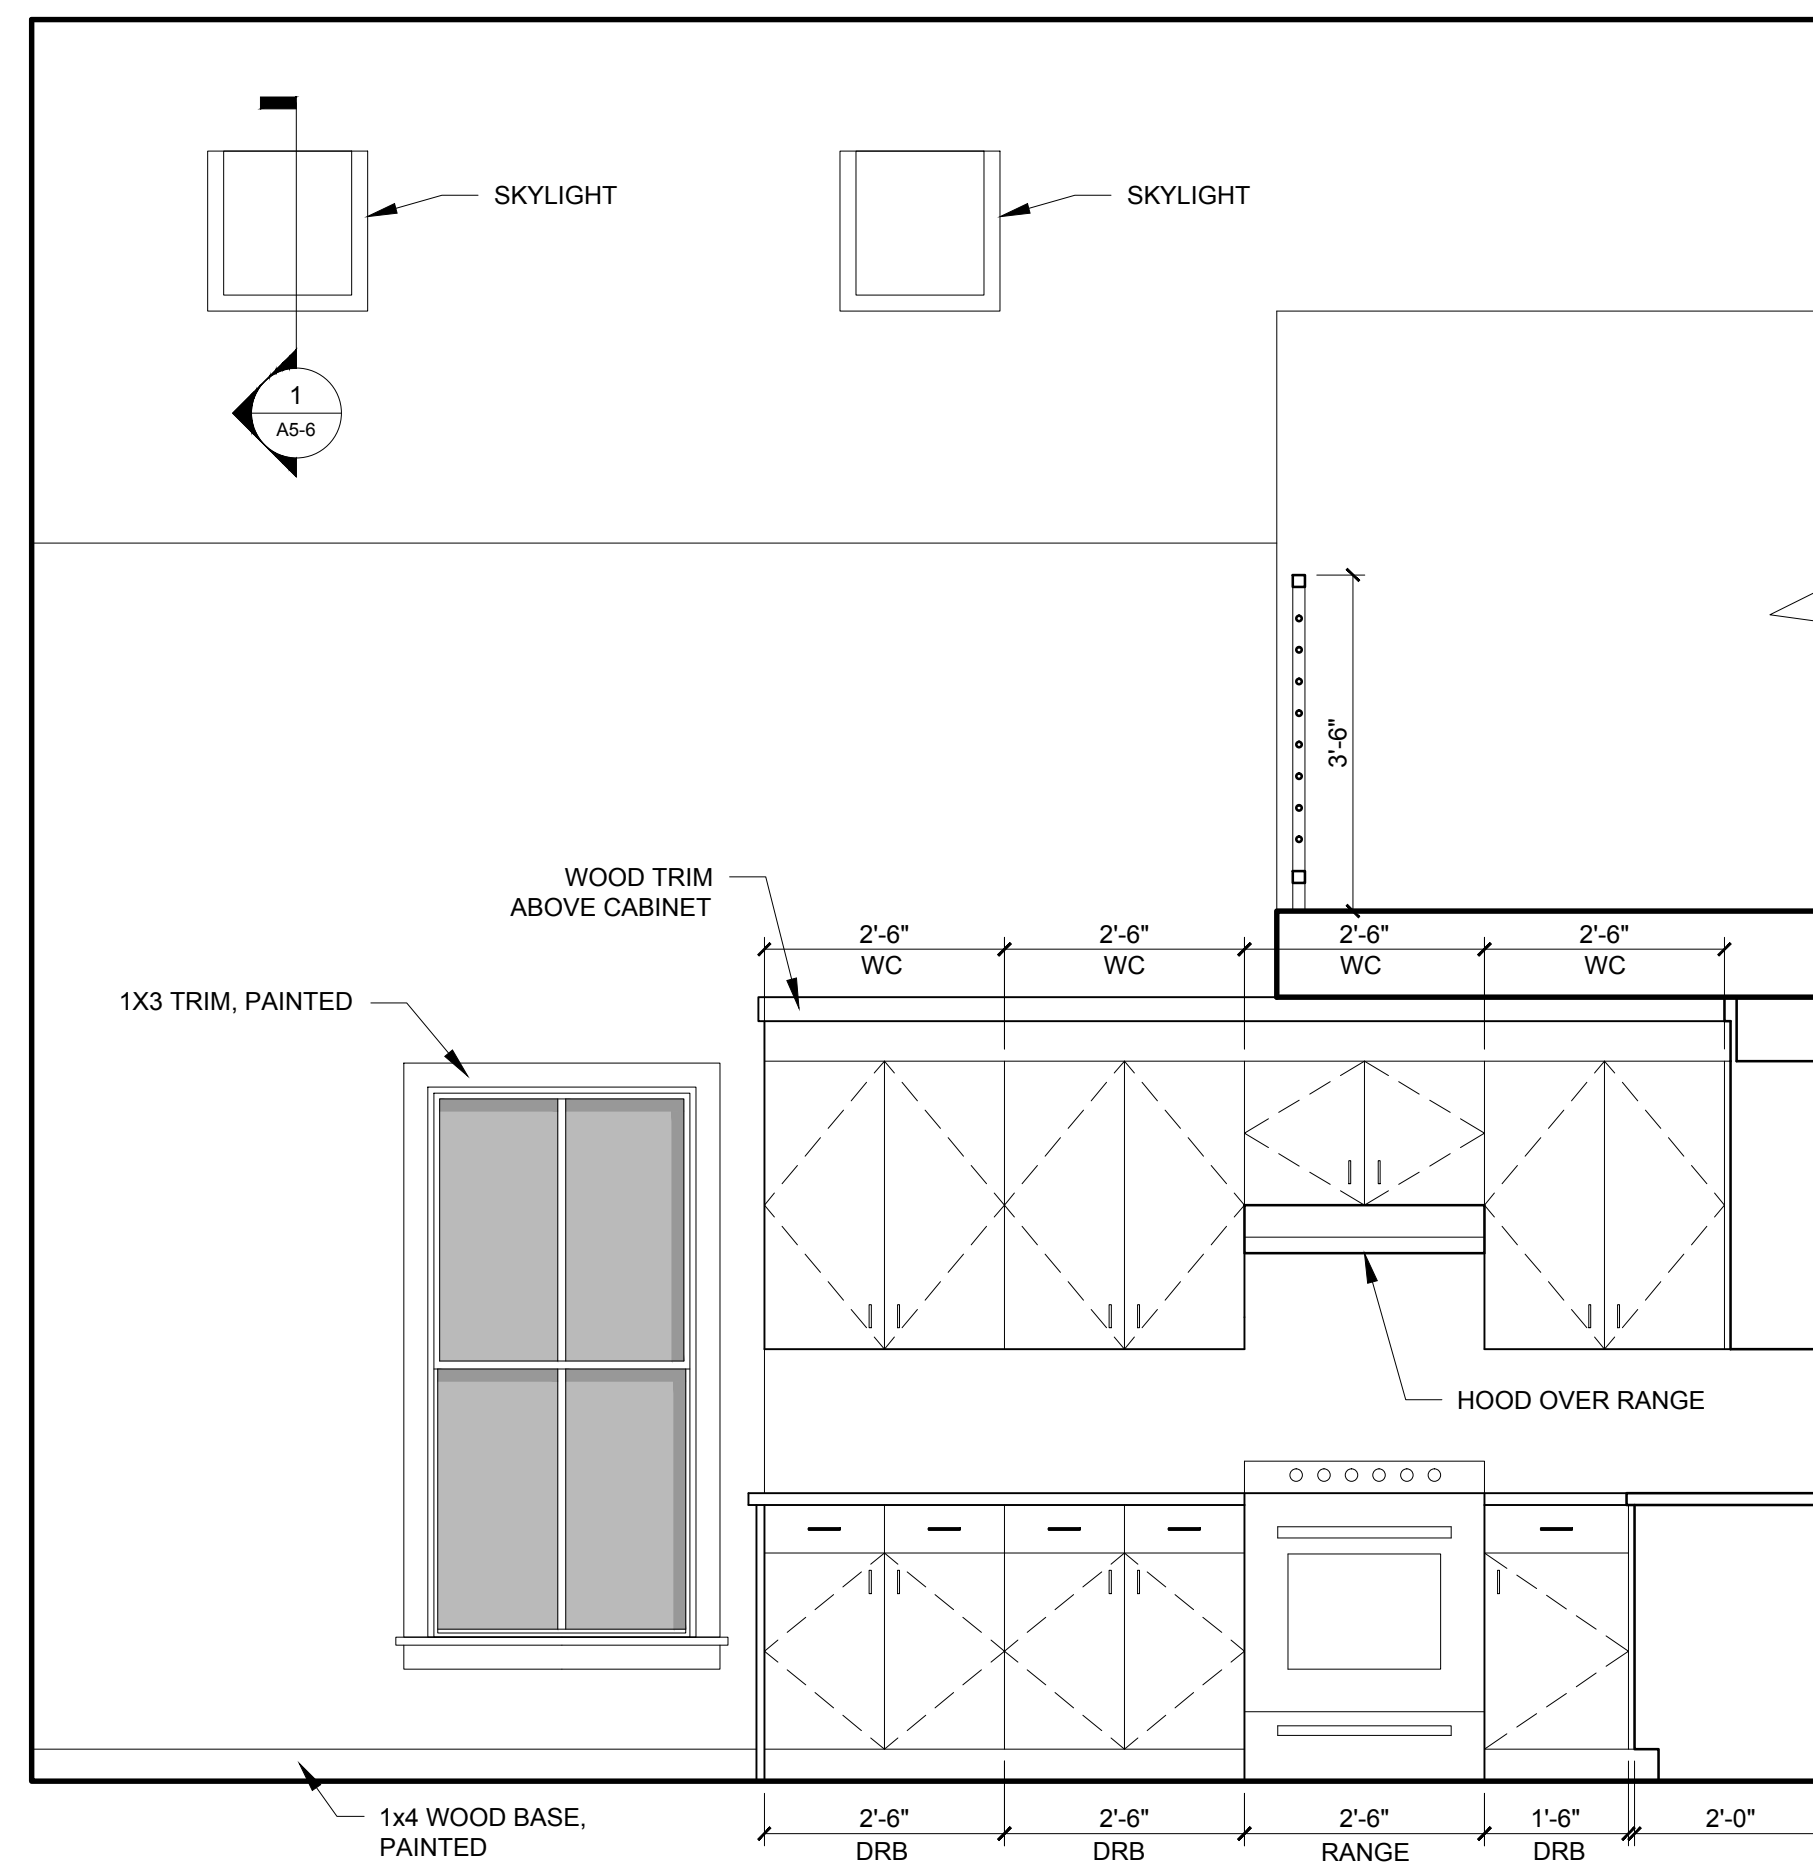 SKYLIGHT
SKYLIGHT
1
A5-6
3'-6"
WOOD TRIM
ABOVE CABINET
2'-6"
WC
2'-6"
WC
2'-6"
WC
2'-6"
WC
1X3 TRIM, PAINTED
HOOD OVER RANGE
1x4 WOOD BASE,
PAINTED
2'-6"
DRB
2'-6"
DRB
2'-6"
RANGE
1'-6"
DRB
2'-0"